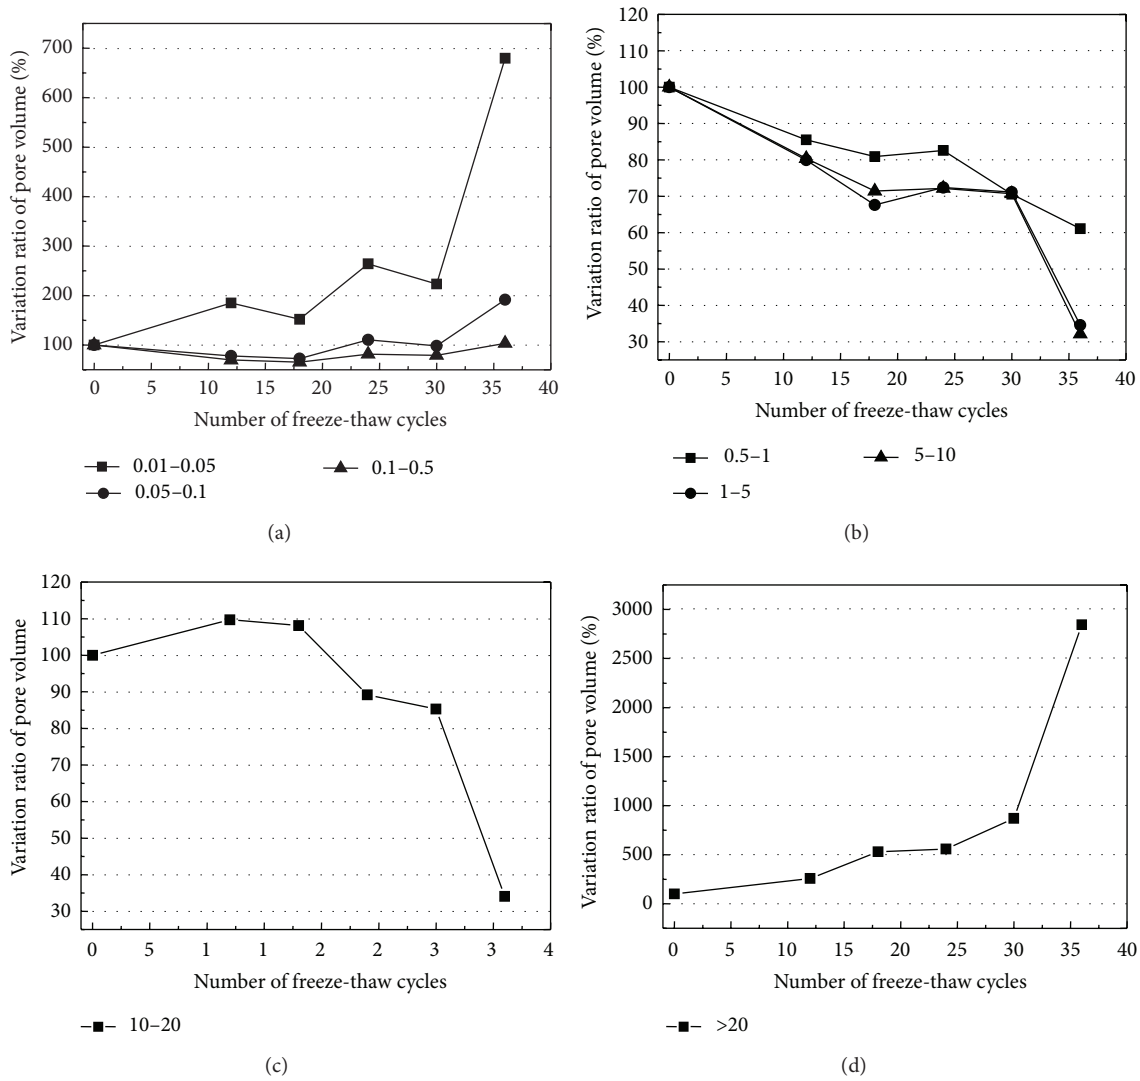 Variation ratio of pore volume (%)
700
600
500
400
300
200
100
0 5 10 15 20 25 30 35 40
Number of freeze-thaw cycles
0.01–0.05
0.1–0.5
0.05–0.1
(a)
Variation ratio of pore volume (%)
120
110
100
90
80
70
60
50
40
30
0 5 10 15 20 25 30 35 40
Number of freeze-thaw cycles
0.5–1
5–10
1–5
(b)
Variation ratio of pore volume
120
110
100
90
80
70
60
50
40
30
0 5 1 1 2 2 3 3 4
Number of freeze-thaw cycles
10–20
(c)
Variation ratio of pore volume (%)
3000
2500
2000
1500
1000
500
0
0 5 10 15 20 25 30 35 40
Number of freeze-thaw cycles
>20
(d)